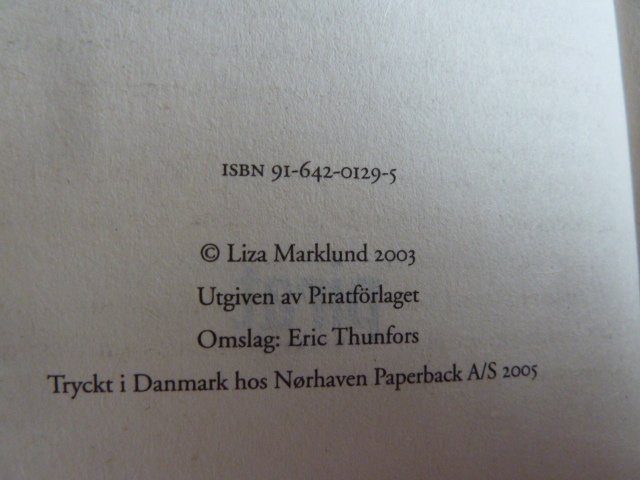 ISBN 91-642-0129-5
© Liza Marklund 2003
Utgiven av Piratförlaget
Omslag: Eric Thunfors
Tryckt i Danmark hos Nørhaven Paperback A/S 2005